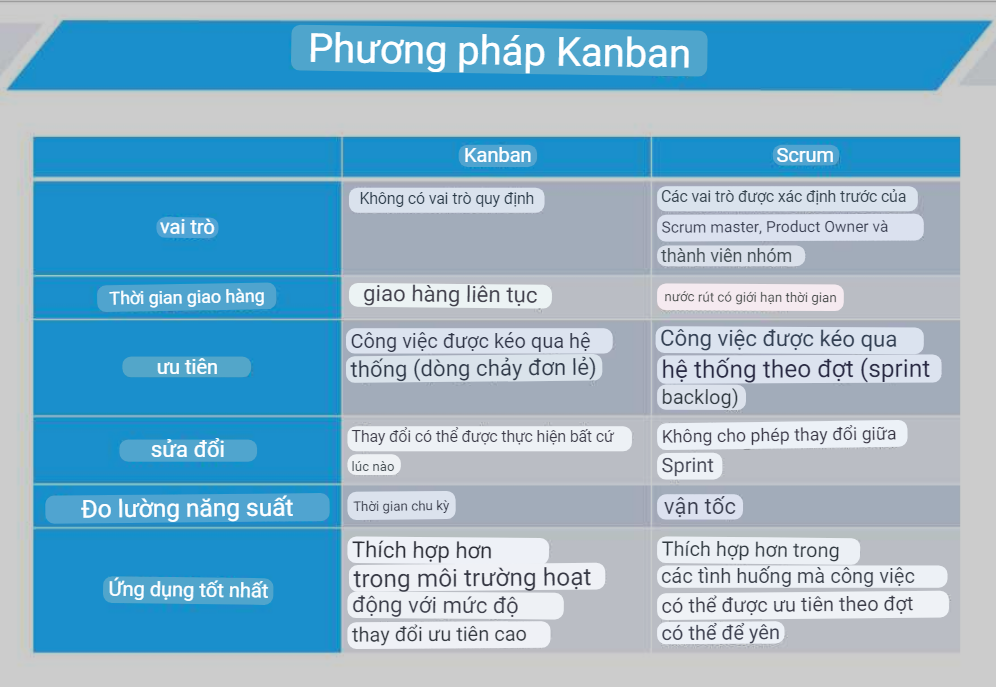 Phương pháp Kanban
Kanban
Scrum
vai trò
Không có vai trò quy định
Các vai trò được xác định trước của
Scrum master, Product Owner và
thành viên nhóm
Thời gian giao hàng
giao hàng liên tục
nước rút có giới hạn thời gian
ưu tiên
Công việc được kéo qua hệ
thống (dòng chảy đơn lẻ)
Công việc được kéo qua
hệ thống theo đợt (sprint
backlog)
sửa đổi
Thay đổi có thể được thực hiện bất cứ
lúc nào
Không cho phép thay đổi giữa
Sprint
Đo lường năng suất
Thời gian chu kỳ
vận tốc
Ứng dụng tốt nhất
Thích hợp hơn
trong môi trường hoạt
động với mức độ
thay đổi ưu tiên cao
Thích hợp hơn trong
các tình huống mà công việc
có thể được ưu tiên theo đợt
có thể để yên